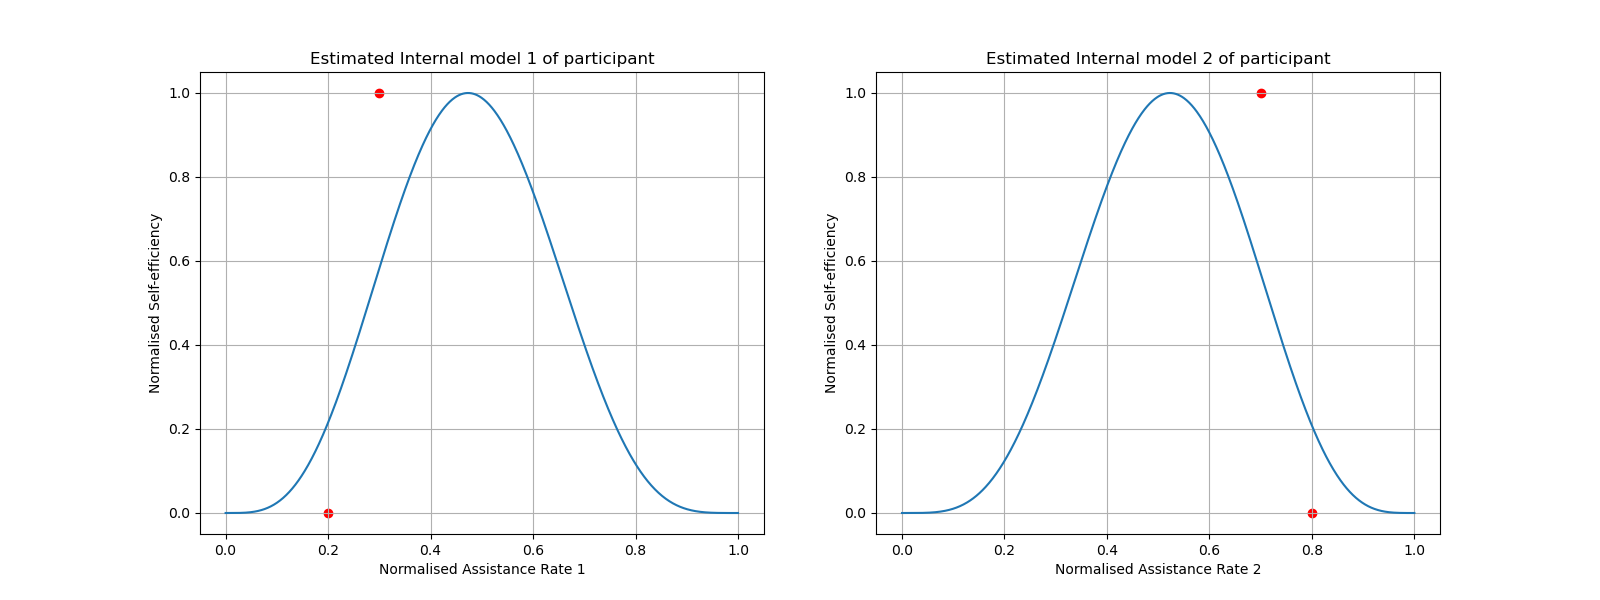 Estimated Internal model 1 of participant
Normalised Self-efficiency
1.0
0.8
0.6
0.4
0.2
0.0
0.0 0.2 0.4 0.6 0.8 1.0
Normalised Assistance Rate 1
Estimated Internal model 2 of participant
Normalised Self-efficiency
1.0
0.8
0.6
0.4
0.2
0.0
0.0 0.2 0.4 0.6 0.8 1.0
Normalised Assistance Rate 2